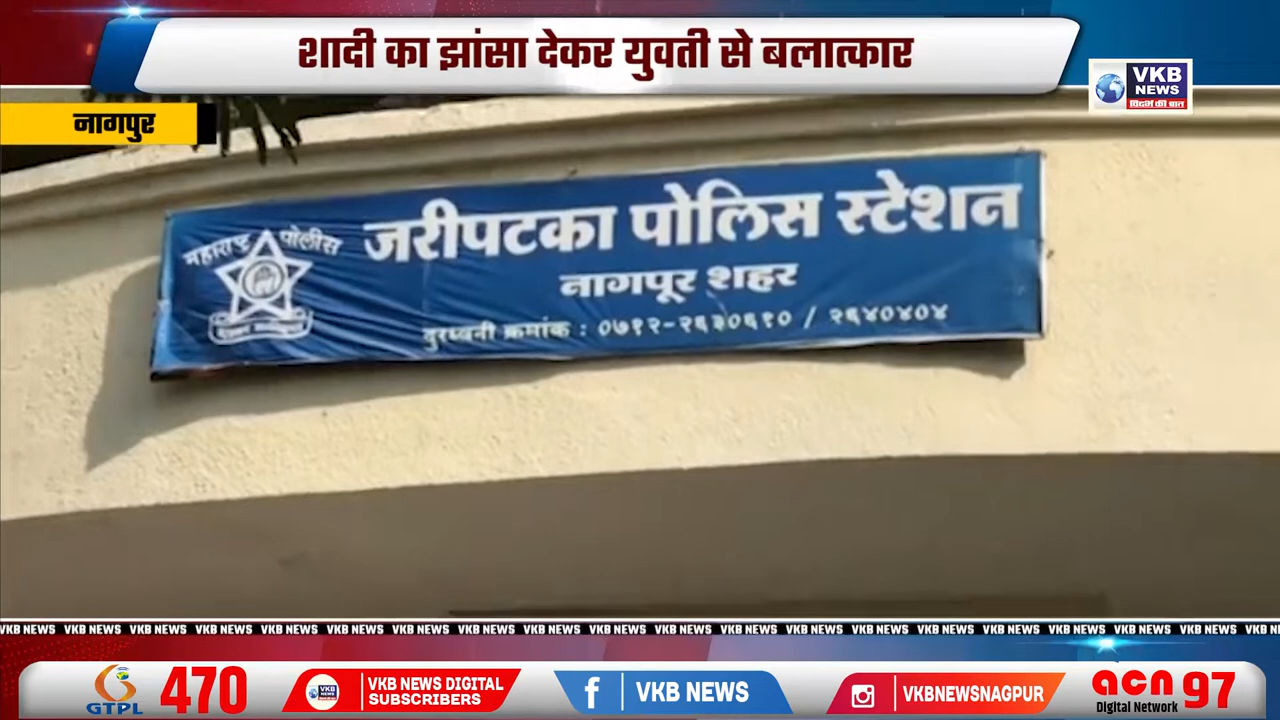 शादी का झांसा देकर युवती से बलात्कार
VKB
NEWS
विदर्भ की बात
नागपुर
महाराष्ट्र पोलीस
जरीपटका पोलिस स्टेशन
नागपूर शहर
दुरध्वनी क्रमांक : ०७१२-२६३०६१० / २६४०४०४
VKB NEWS VKB NEWS VKB NEWS VKB NEWS VKB NEWS VKB NEWS VKB NEWS VKB NEWS VKB NEWS VKB NEWS VKB NEWS VKB NEWS VKB NEWS VKB NEWS VKB NEWS VKB NEWS VKB NEWS VKB NEWS VKB NEWS VKB N
GTPL 470
VKB NEWS DIGITAL
SUBSCRIBERS
VKB NEWS
VKBNEWSNAGPUR
acn 97
Digital Network